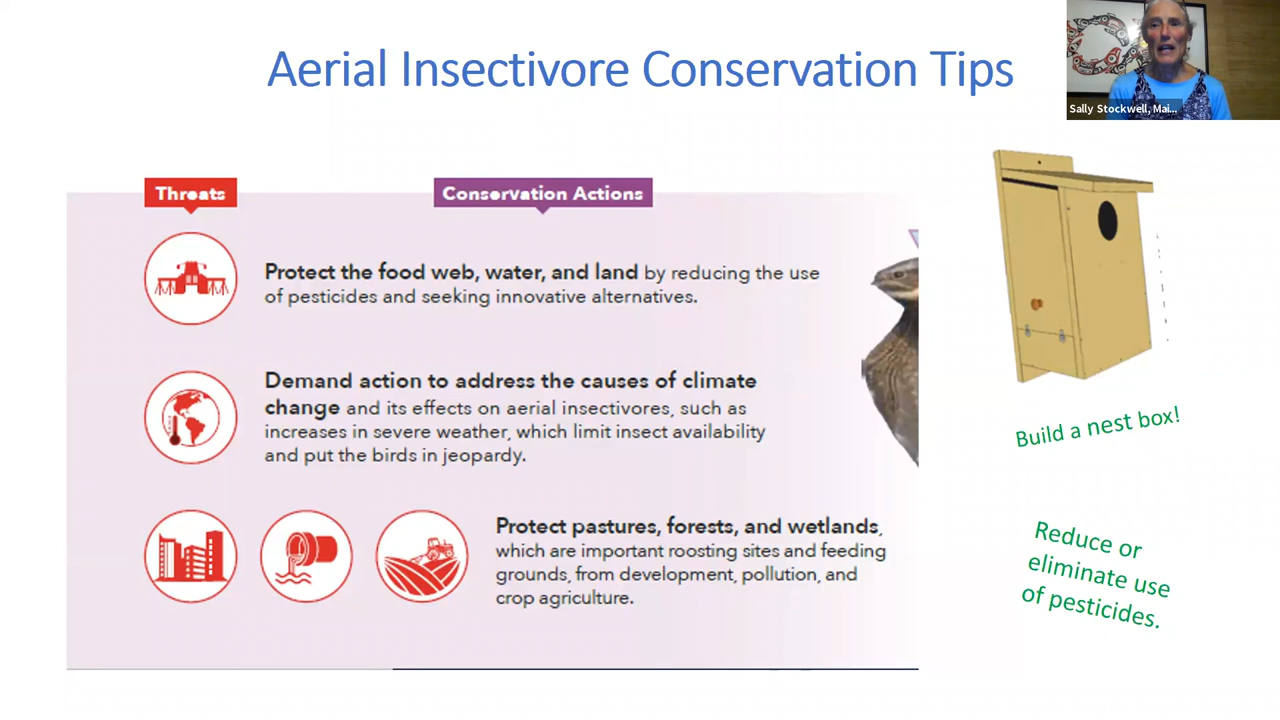 Aerial Insectivore Conservation Tips
Sally Stockwell, Mai...
Threats
Conservation Actions
Protect the food web, water, and land by reducing the use
of pesticides and seeking innovative alternatives.
Demand action to address the causes of climate
change and its effects on aerial insectivores, such as
increases in severe weather, which limit insect availability
and put the birds in jeopardy.
Protect pastures, forests, and wetlands,
which are important roosting sites and feeding
grounds, from development, pollution, and
crop agriculture.
Build a nest box!
Reduce or
eliminate use
of pesticides.